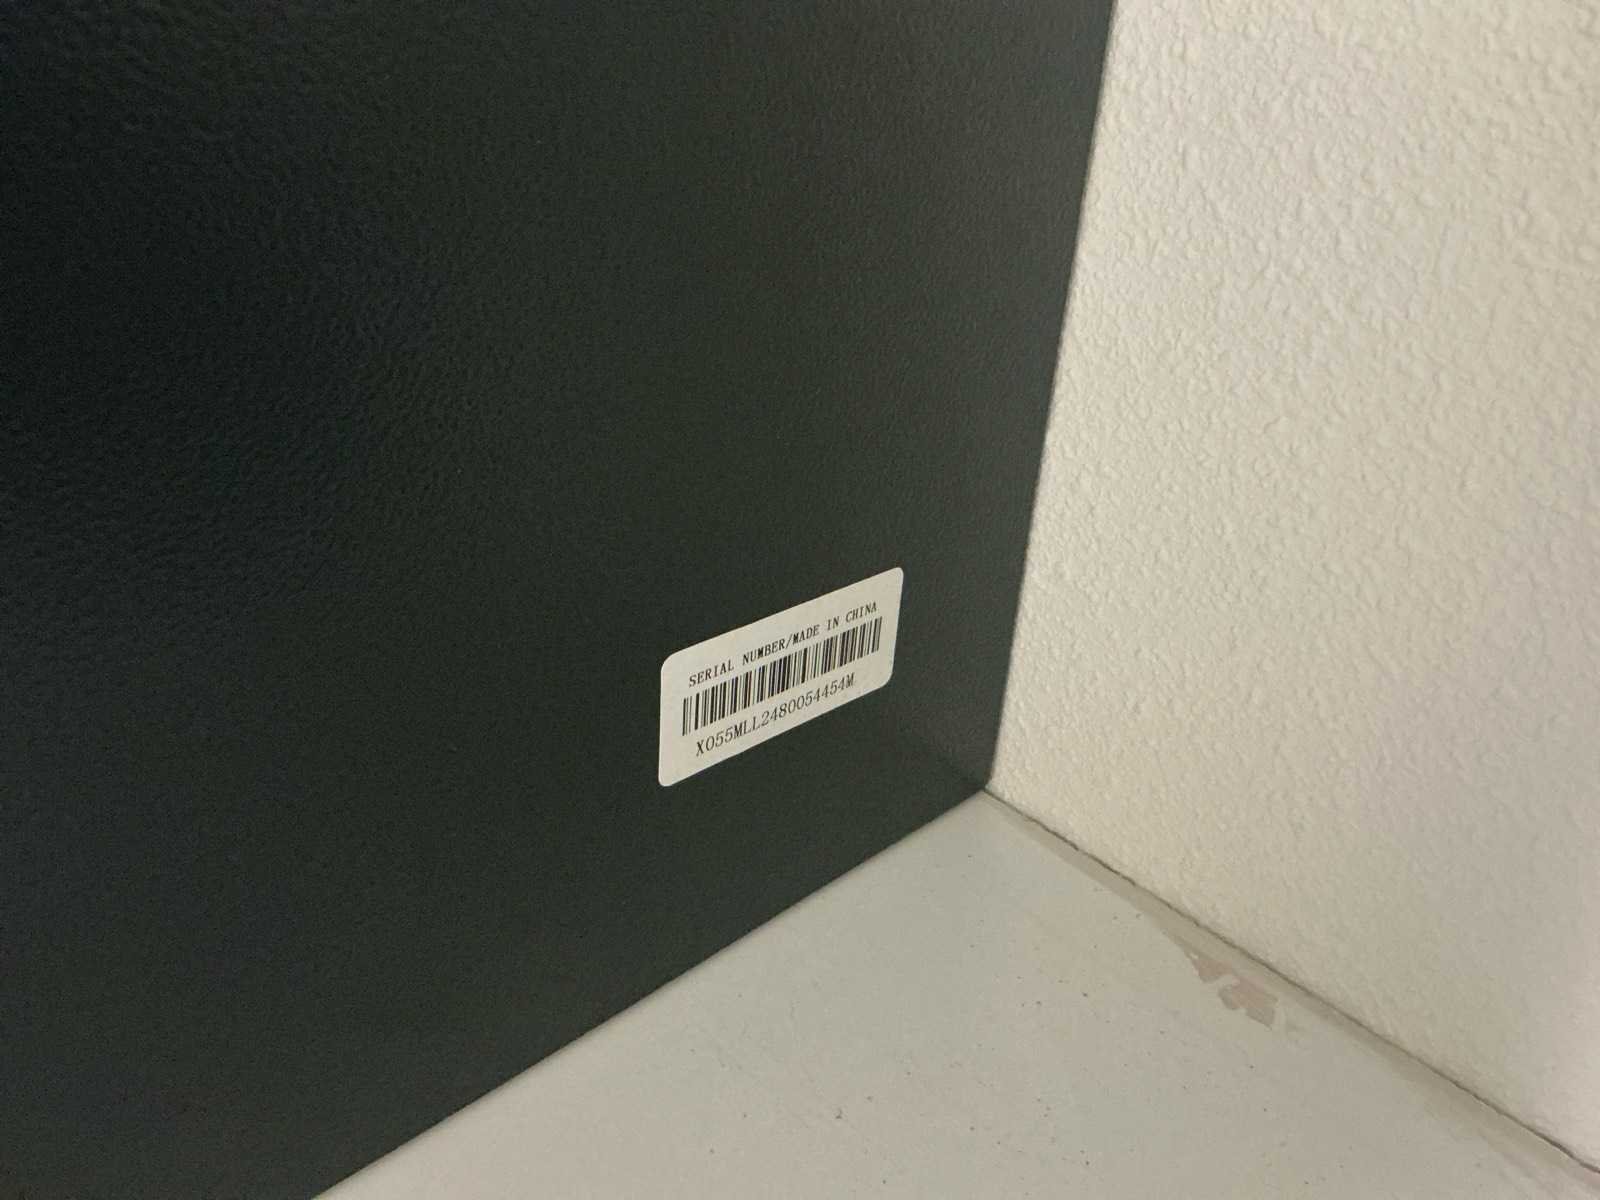 SERIAL NUMBER/MADE IN CHINA
X055MLL2480054454M